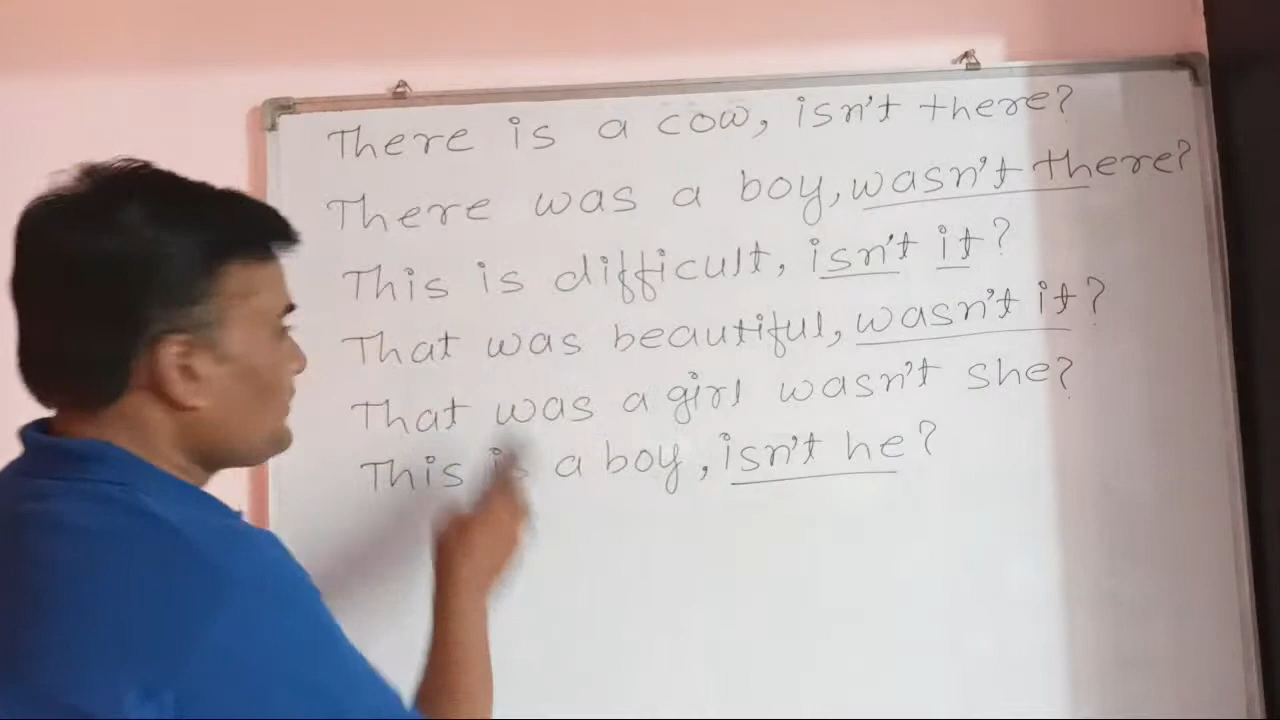 There is a cow, isn't there?
There was a boy, wasn't there?
This is difficult, isn't it?
That was beautiful, wasn't it?
That was a girl wasn't she?
This is a boy, isn't he?